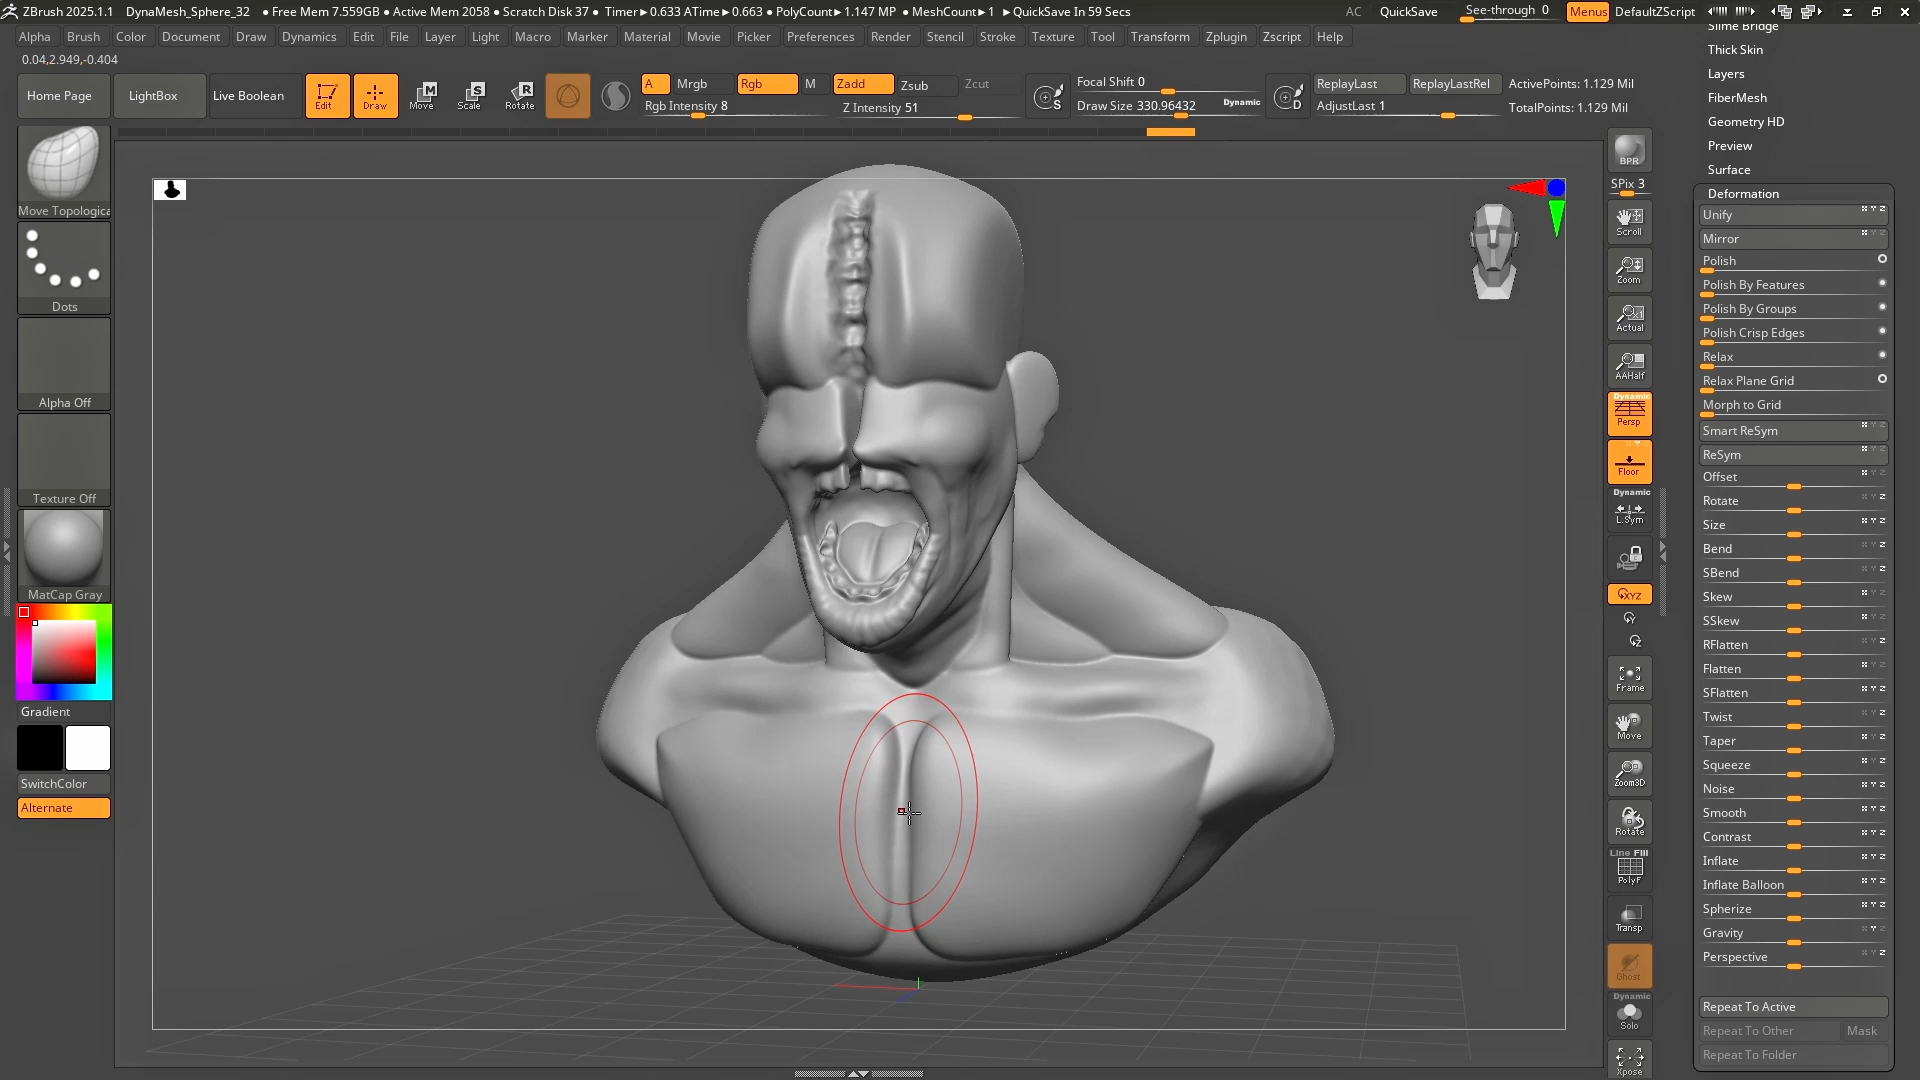 ZBrush 2025.1.1 DynaMesh_Sphere_32 • Free Mem 7.559GB • Active Mem 2058 • Scratch Disk 37 • Timer►0.633 ATime►0.663 • PolyCount►1.147 MP • MeshCount►1 ►QuickSave In 59 Secs AC QuickSave See-through 0 Menus DefaultZScript
Alpha Brush Color Document Draw Dynamics Edit File Layer Light Macro Marker Material Movie Picker Preferences Render Stencil Stroke Texture Tool Transform Zplugin Zscript Help
0.04,2.949,-0.404
Home Page
LightBox
Live Boolean
Edit
Draw
M
Move
S
Scale
R
Rotate
A Mrgb Rgb M Zadd Zsub Zcut
Rgb Intensity 8 Z Intensity 51
S
Focal Shift 0
Draw Size 330.96432 Dynamic
D
ReplayLast ReplayLastRel ActivePoints: 1.129 Mil
AdjustLast 1 TotalPoints: 1.129 Mil
Move Topologica
Dots
Alpha Off
Texture Off
MatCap Gray
Gradient
SwitchColor
Alternate
BPR
SPix 3
Scroll
Zoom
Actual
AAHalf
Dynamic
Persp
Floor
Dynamic
L.Sym
XYZ
Y
Z
Frame
Move
Zoom3D
Rotate
Line Fill
PolyF
Transp
Ghost
Dynamic
Solo
Xpose
Slime Bridge
Thick Skin
Layers
FiberMesh
Geometry HD
Preview
Surface
Deformation
Unify
Mirror
Polish
Polish By Features
Polish By Groups
Polish Crisp Edges
Relax
Relax Plane Grid
Morph to Grid
Smart ReSym
ReSym
Offset
Rotate
Size
Bend
SBend
Skew
SSkew
RFlatten
Flatten
SFlatten
Twist
Taper
Squeeze
Noise
Smooth
Contrast
Inflate
Inflate Balloon
Spherize
Gravity
Perspective
Repeat To Active
Repeat To Other Mask
Repeat To Folder